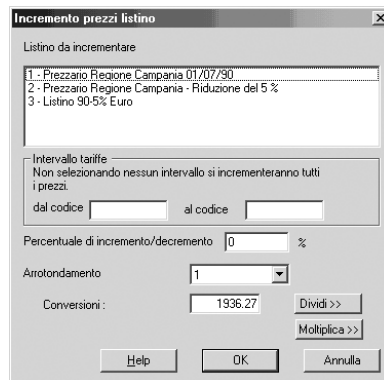 Incremento prezzi listino
Listino da incrementare
1 - Prezzario Regione Campania 01/07/90
2 - Prezzario Regione Campania - Riduzione del 5 %
3 - Listino 90-5% Euro
Intervallo tariffe
Non selezionando nessun intervallo si incrementeranno tutti
i prezzi.
dal codice al codice
Percentuale di incremento/decremento 0 %
Arrotondamento 1
Conversioni : 1936.27 Dividi >>
Moltiplica >>
Help OK Annulla